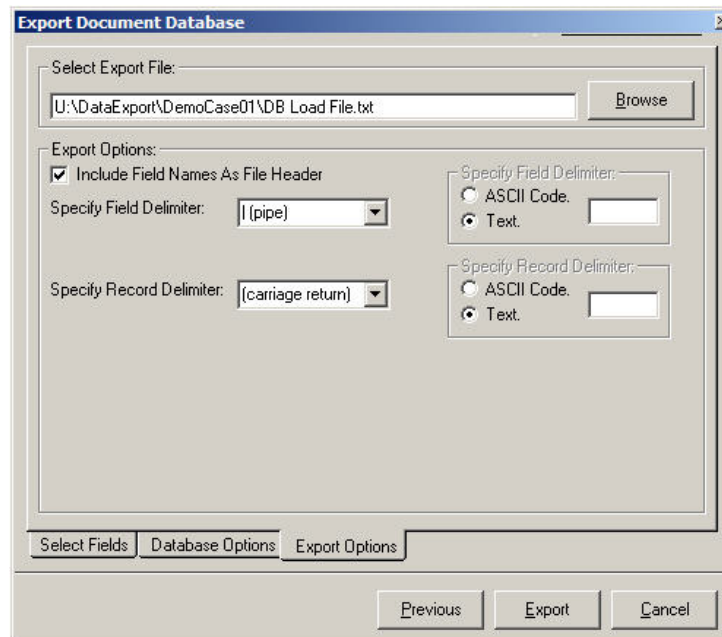 Export Document Database
Select Export File:
U:\DataExport\DemoCase01\DB Load File.txt
Browse
Export Options:
Include Field Names As File Header
Specify Field Delimiter:
| (pipe)
Specify Field Delimiter:
ASCII Code.
Text.
Specify Record Delimiter:
(carriage return)
Specify Record Delimiter:
ASCII Code.
Text.
Select Fields
Database Options
Export Options
Previous
Export
Cancel